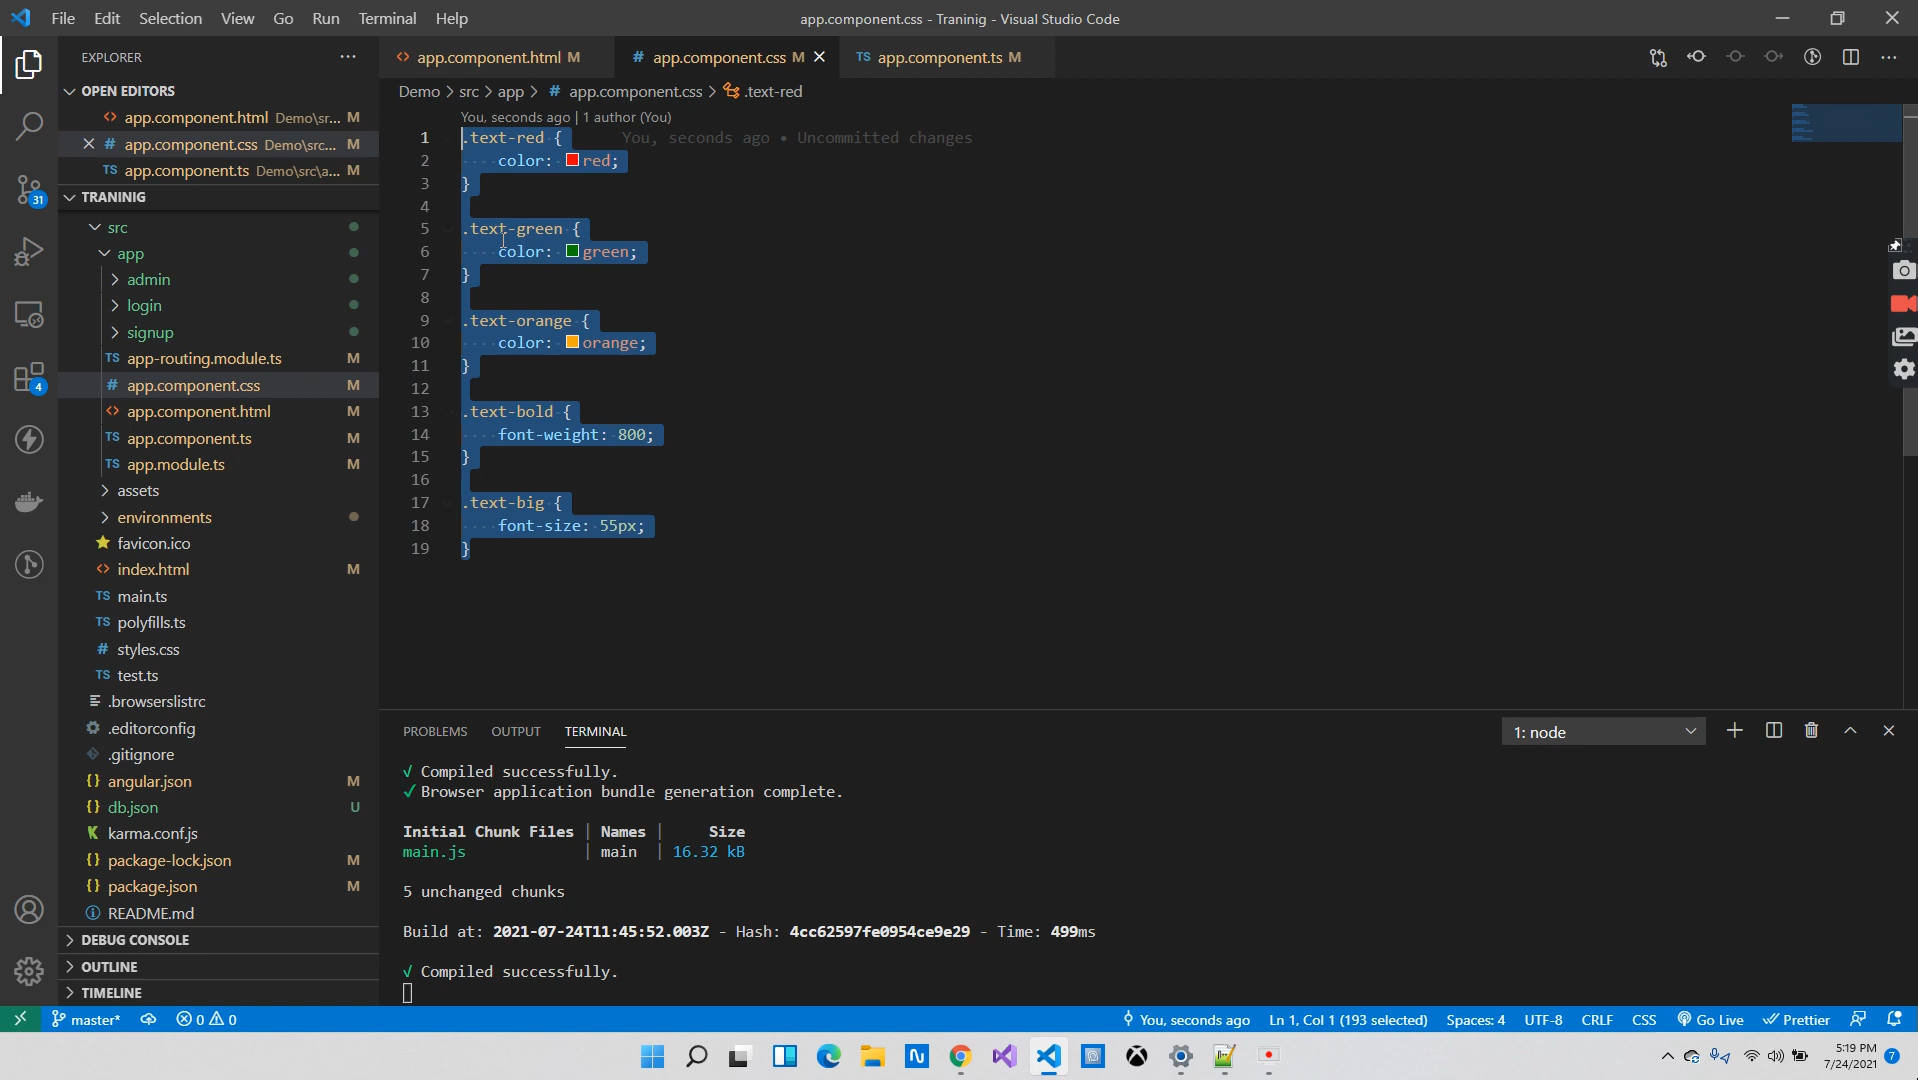 File Edit Selection View Go Run Terminal Help
app.component.css - Traninig - Visual Studio Code
EXPLORER
OPEN EDITORS
app.component.html Demo\sr... M
app.component.css Demo\src... M
app.component.ts Demo\src\a... M
TRANINIG
src
app
admin
login
signup
TS app-routing.module.ts M
# app.component.css M
<> app.component.html M
TS app.component.ts M
TS app.module.ts M
assets
environments
favicon.ico
<> index.html M
TS main.ts
TS polyfills.ts
# styles.css
TS test.ts
.browserslistrc
.editorconfig
.gitignore
{} angular.json M
{} db.json U
K karma.conf.js
{} package-lock.json M
{} package.json M
README.md
DEBUG CONSOLE
OUTLINE
TIMELINE
31
4
<> app.component.html M
# app.component.css M
TS app.component.ts M
Demo > src > app > # app.component.css > .text-red
You, seconds ago | 1 author (You)
1 .text-red { You, seconds ago • Uncommitted changes
2 color: red;
3 }
4
5 .text-green {
6 color: green;
7 }
8
9 .text-orange {
10 color: orange;
11 }
12
13 .text-bold {
14 font-weight: 800;
15 }
16
17 .text-big {
18 font-size: 55px;
19 }
PROBLEMS OUTPUT TERMINAL
1: node
√ Compiled successfully.
√ Browser application bundle generation complete.
Initial Chunk Files | Names | Size
main.js | main | 16.32 kB
5 unchanged chunks
Build at: 2021-07-24T11:45:52.003Z - Hash: 4cc62597fe0954ce9e29 - Time: 499ms
√ Compiled successfully.
master* 0 0
You, seconds ago Ln 1, Col 1 (193 selected) Spaces: 4 UTF-8 CRLF CSS Go Live Prettier
5:19 PM
7/24/2021
7